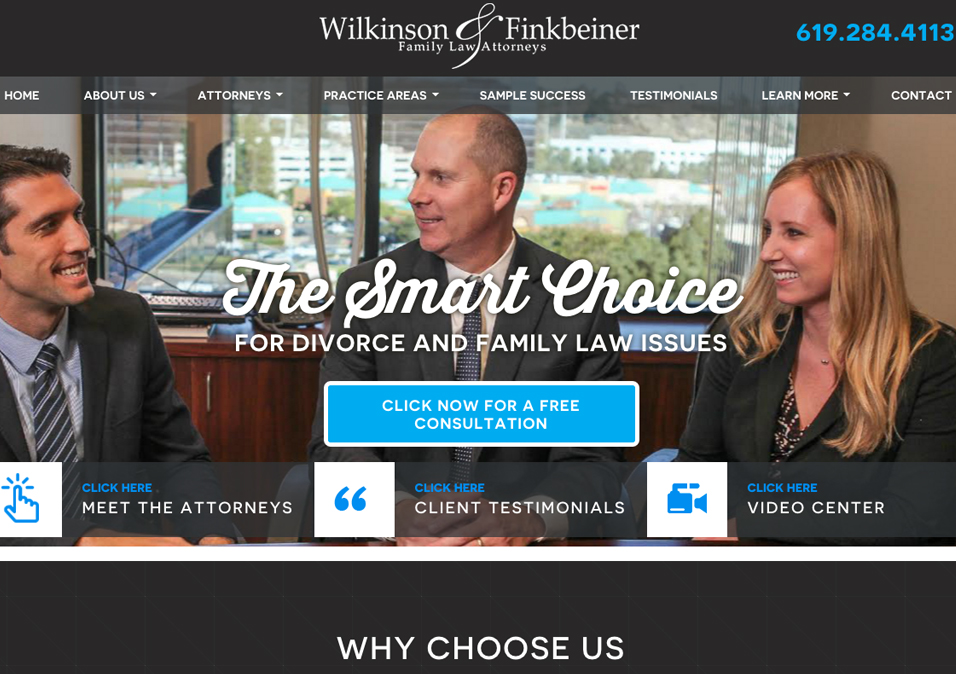 Wilkinson & Finkbeiner
Family Law Attorneys
619.284.4113
HOME ABOUT US ATTORNEYS PRACTICE AREAS SAMPLE SUCCESS TESTIMONIALS LEARN MORE CONTACT
The Smart Choice
FOR DIVORCE AND FAMILY LAW ISSUES
CLICK NOW FOR A FREE
CONSULTATION
CLICK HERE
MEET THE ATTORNEYS
CLICK HERE
CLIENT TESTIMONIALS
CLICK HERE
VIDEO CENTER
WHY CHOOSE US